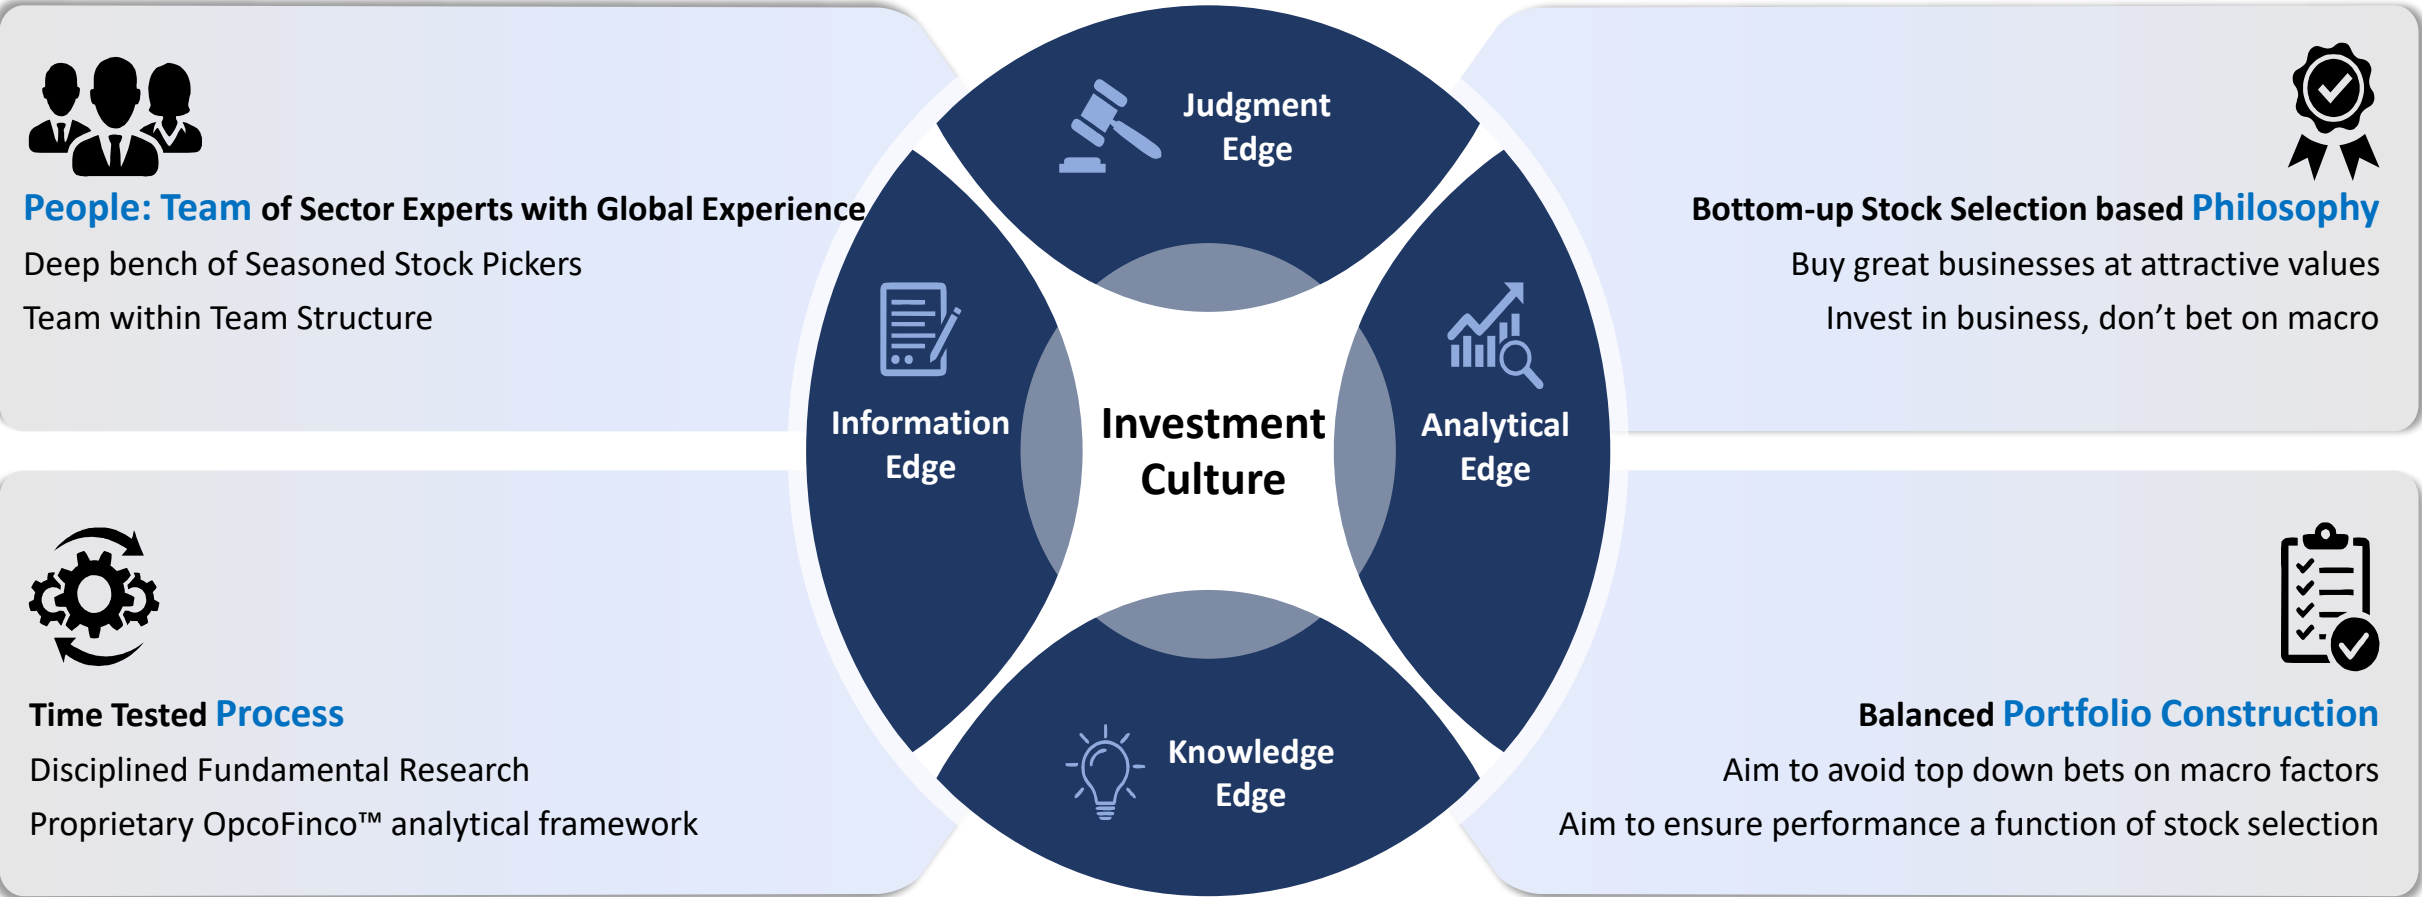 People: Team of Sector Experts with Global Experience
Deep bench of Seasoned Stock Pickers
Team within Team Structure
Judgment
Edge
Bottom-up Stock Selection based Philosophy
Buy great businesses at attractive values
Invest in business, don’t bet on macro
Information
Edge
Investment
Culture
Analytical
Edge
Time Tested Process
Disciplined Fundamental Research
Proprietary OpcoFinco™ analytical framework
Knowledge
Edge
Balanced Portfolio Construction
Aim to avoid top down bets on macro factors
Aim to ensure performance a function of stock selection